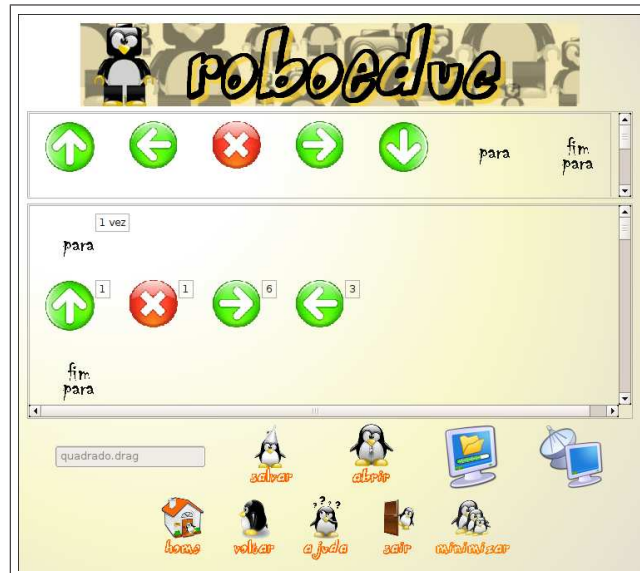 roboeduc
para
fim
para
1 vez
para
1
1
6
3
fim
para
quadrado.drag
salvar
abrir
home
voltar
ajuda
sair
minimizar